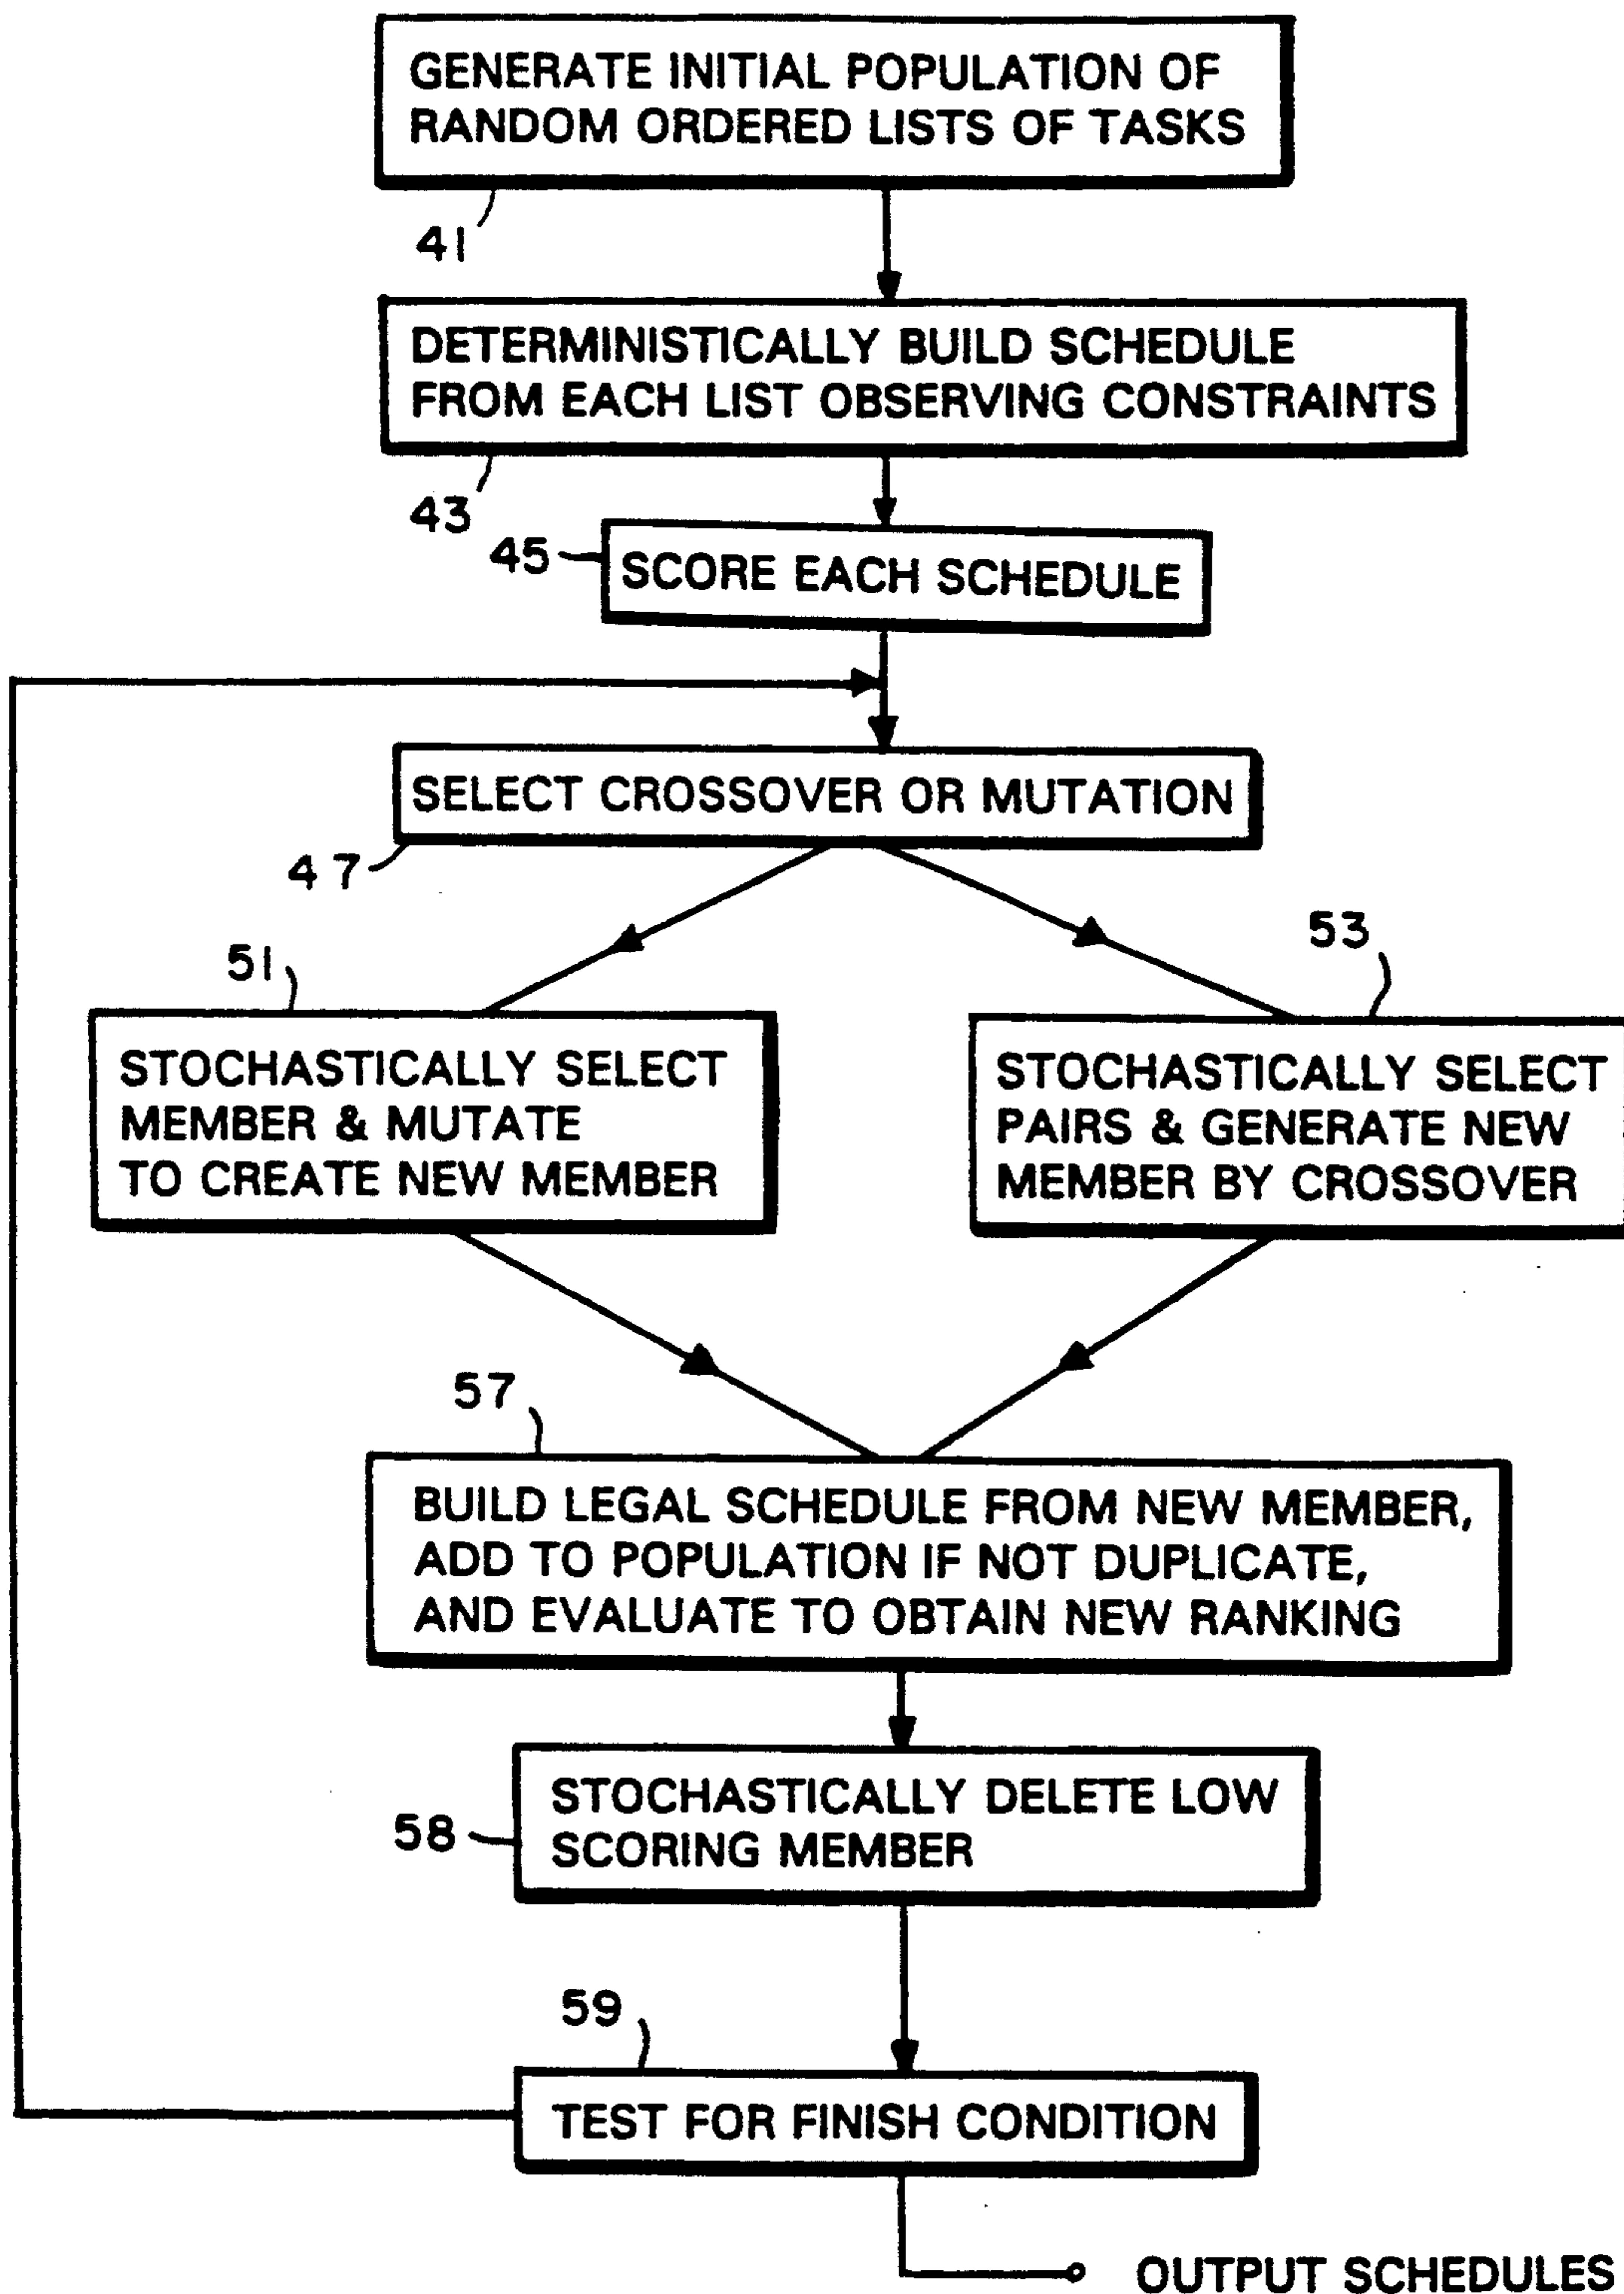 GENERATE INITIAL POPULATION OF
RANDOM ORDERED LISTS OF TASKS
41
DETERMINISTICALLY BUILD SCHEDULE
FROM EACH LIST OBSERVING CONSTRAINTS
43
45
SCORE EACH SCHEDULE
SELECT CROSSOVER OR MUTATION
47
51
53
STOCHASTICALLY SELECT
MEMBER & MUTATE
TO CREATE NEW MEMBER
STOCHASTICALLY SELECT
PAIRS & GENERATE NEW
MEMBER BY CROSSOVER
57
BUILD LEGAL SCHEDULE FROM NEW MEMBER,
ADD TO POPULATION IF NOT DUPLICATE,
AND EVALUATE TO OBTAIN NEW RANKING
58
STOCHASTICALLY DELETE LOW
SCORING MEMBER
59
TEST FOR FINISH CONDITION
OUTPUT SCHEDULES